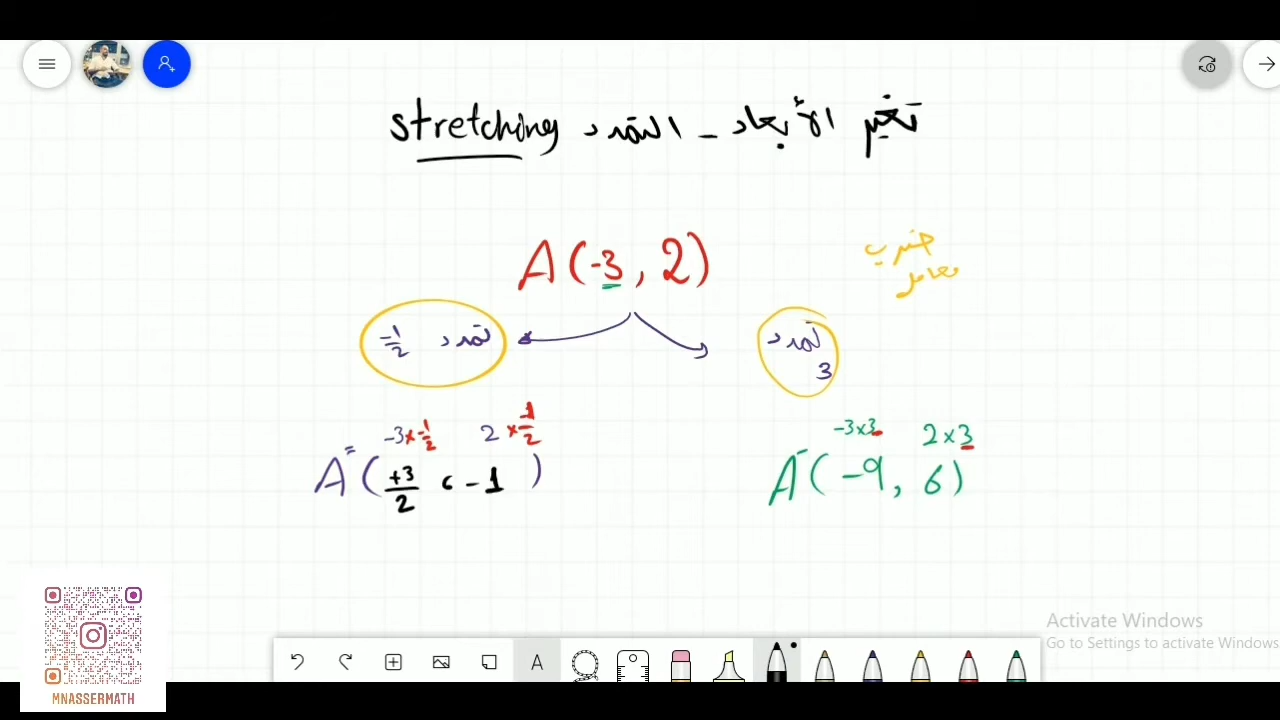 تغيير الأبعاد - التمدد stretching
A(-3, 2)
ضرب
معامل
تمدد -1/2
تمدد
3
-3×-1/2 2×-1/2
-3×3 2×3
A″(+3/2 , -1)
A′(-9, 6)
MNASSERMATH
Activate Windows
Go to Settings to activate Windows
A